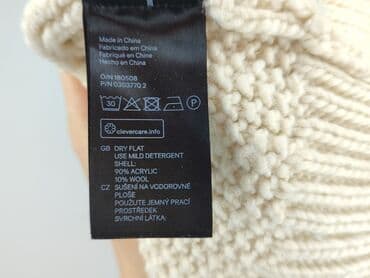 Made in China
Fabricado em China
Fabriqué en Chine
Hecho en China
O/N 180508
P/N 0363770 2
30
P
clevercare.info
GB DRY FLAT
USE MILD DETERGENT
SHELL:
90% ACRYLIC
10% WOOL
CZ SUŠENÍ NA VODOROVNÉ
PLOŠE
POUŽIJTE JEMNÝ PRACÍ
PROSTŘEDEK
SVRCHNÍ LÁTKA: